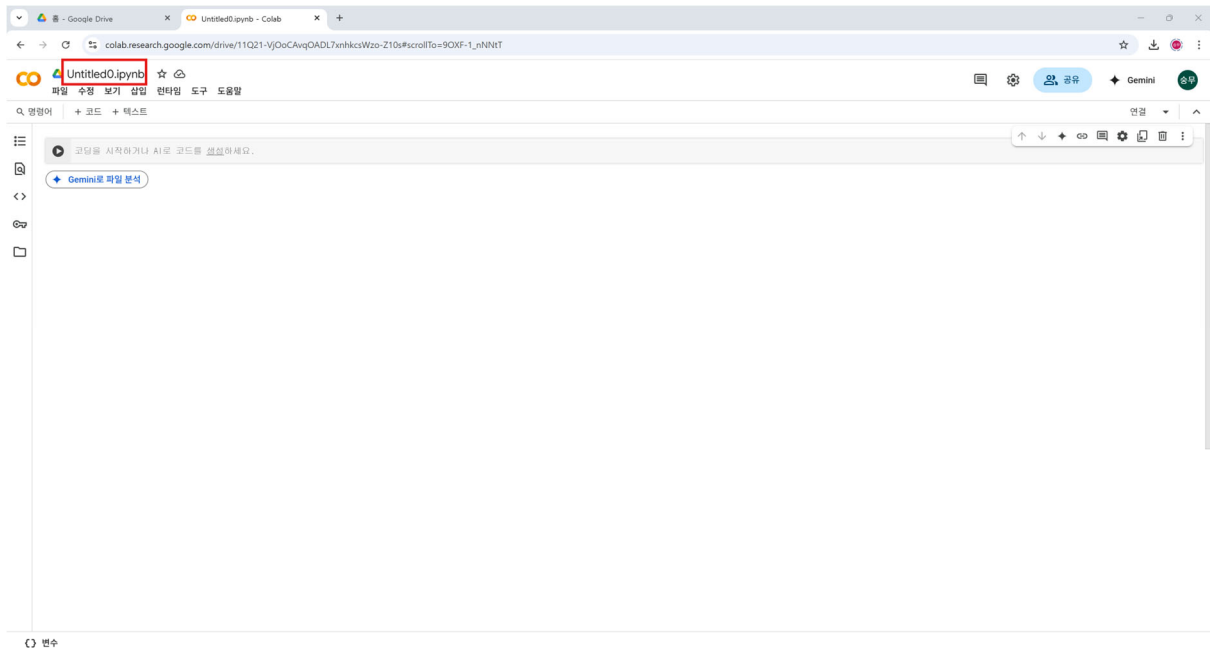 홈 - Google Drive
Untitled0.ipynb - Colab
colab.research.google.com/drive/11Q21-VjOoCAvqOADL7xnhkcsWzo-Z10s#scrollTo=9OXF-1_nNNtT
Untitled0.ipynb
파일 수정 보기 삽입 런타임 도구 도움말
공유
Gemini
승무
명령어 + 코드 + 텍스트
연결
코딩을 시작하거나 AI로 코드를 생성하세요.
Gemini로 파일 분석
변수